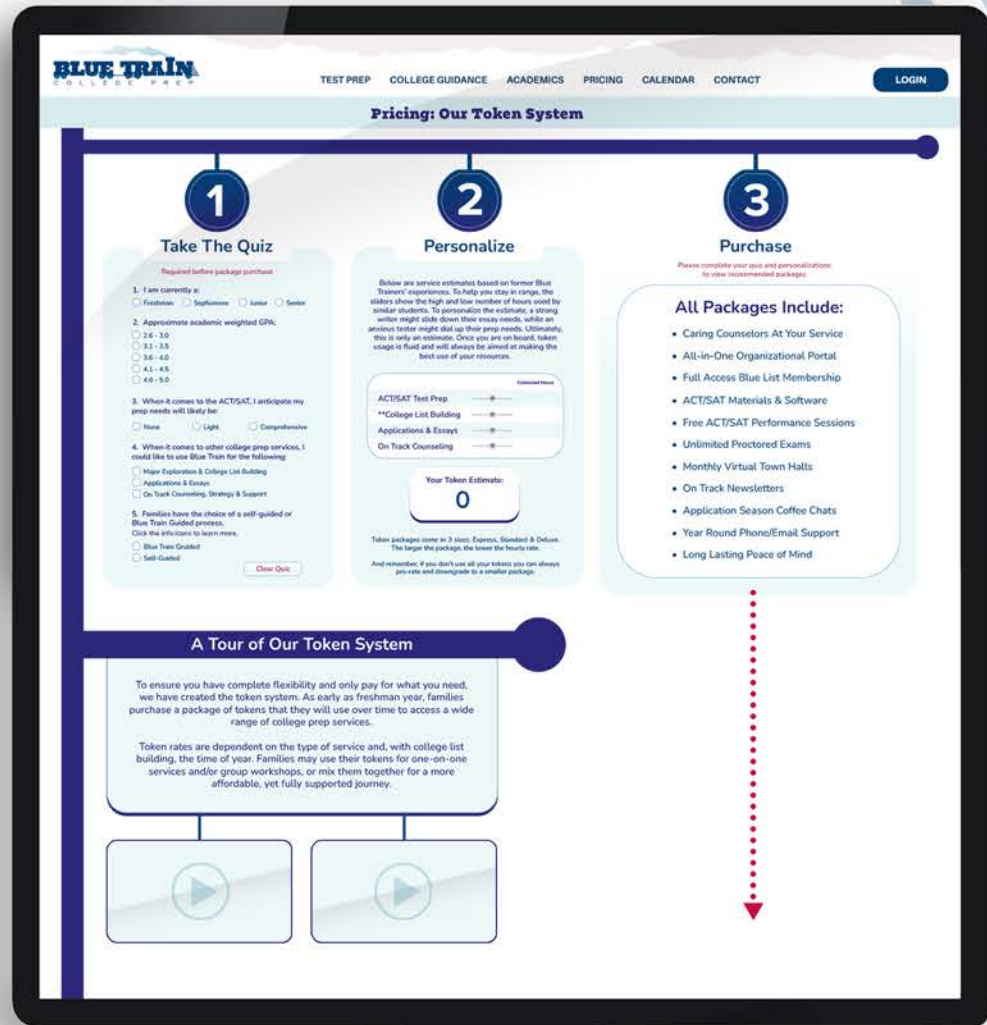 BLUE TRAIN
COLLEGE PREP
TEST PREP COLLEGE GUIDANCE ACADEMICS PRICING CALENDAR CONTACT
LOGIN
Pricing: Our Token System
1
Take The Quiz
Required before package purchase
1. I am currently a:
Freshman Sophomore Junior Senior
2. Approximate academic weighted GPA:
2.6 - 3.0
3.1 - 3.5
3.6 - 4.0
4.1 - 4.5
4.6 - 5.0
3. When it comes to the ACT/SAT, I anticipate my
prep needs will likely be:
None Light Comprehensive
4. When it comes to other college prep services, I
could like to use Blue Train for the following:
Major Exploration & College List Building
Applications & Essays
On Track Counseling, Strategy & Support
5. Families have the choice of a self-guided or
Blue Train Guided process.
Click the info icons to learn more.
Blue Train Gruided
Self-Guided
Clear Quiz
2
Personalize
Below are service estimates based on former Blue
Trainers' experiences. To help you stay in range, the
sliders show the high and low number of hours used by
similar students. To personalize the estimate, a strong
writer might slide down their essay needs, while an
anxious tester might dial up their prep needs. Ultimately,
this is only an estimate. Once you are on board, token
usage is fluid and will always be aimed at making the
best use of your resources.
Estimated Hours
ACT/SAT Test Prep
**College List Building
Applications & Essays
On Track Counseling
Your Token Estimate:
0
Token packages come in 3 sizes: Express, Standard & Deluxe.
The larger the package, the lower the hourly rate.
And remember, if you don't use all your tokens you can always
pro-rate and downgrade to a smaller package.
3
Purchase
Please complete your quiz and personalizations
to view recommended packages
All Packages Include:
• Caring Counselors At Your Service
• All-in-One Organizational Portal
• Full Access Blue List Membership
• ACT/SAT Materials & Software
• Free ACT/SAT Performance Sessions
• Unlimited Proctored Exams
• Monthly Virtual Town Halls
• On Track Newsletters
• Application Season Coffee Chats
• Year Round Phone/Email Support
• Long Lasting Peace of Mind
A Tour of Our Token System
To ensure you have complete flexibility and only pay for what you need,
we have created the token system. As early as freshman year, families
purchase a package of tokens that they will use over time to access a wide
range of college prep services.
Token rates are dependent on the type of service and, with college list
building, the time of year. Families may use their tokens for one-on-one
services and/or group workshops, or mix them together for a more
affordable, yet fully supported journey.